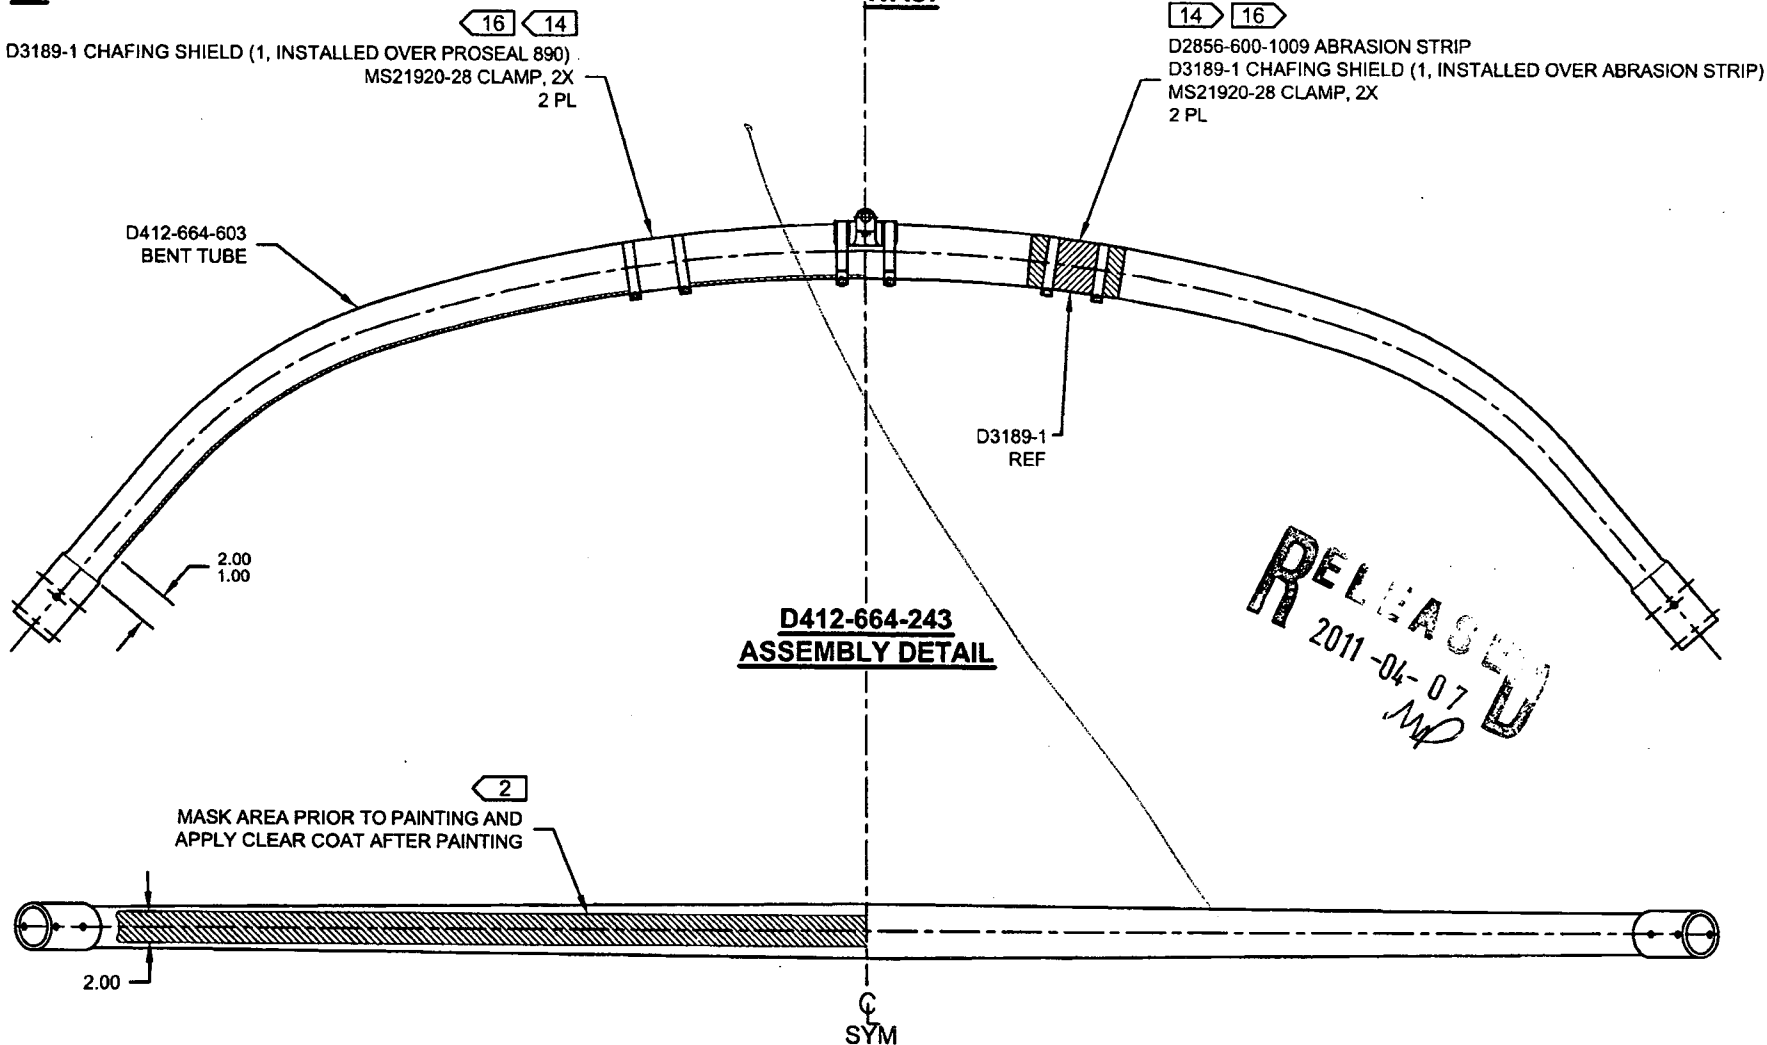 16 14
D3189-1 CHAFING SHIELD (1, INSTALLED OVER PROSEAL 890)
MS21920-28 CLAMP, 2X
2 PL
14 16
D2856-600-1009 ABRASION STRIP
D3189-1 CHAFING SHIELD (1, INSTALLED OVER ABRASION STRIP)
MS21920-28 CLAMP, 2X
2 PL
D412-664-603
BENT TUBE
D3189-1
REF
2.00
1.00
D412-664-243
ASSEMBLY DETAIL
RELEASED
2011-04-07
2
MASK AREA PRIOR TO PAINTING AND
APPLY CLEAR COAT AFTER PAINTING
2.00
SYM